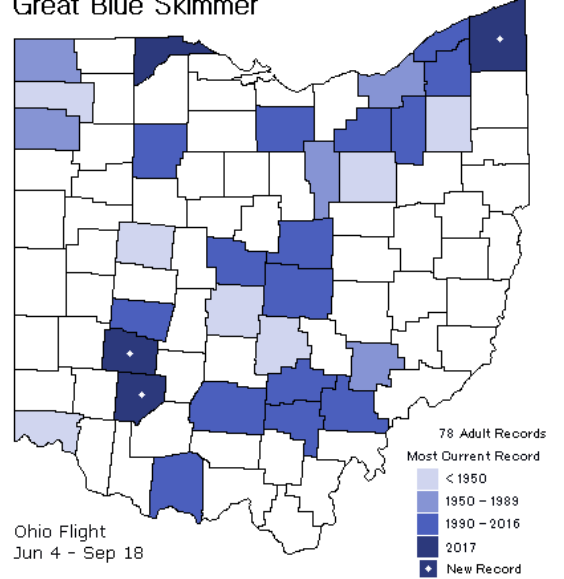 Great Blue Skimmer
78 Adult Records
Most Current Record
< 1950
1950 - 1989
1990 - 2016
2017
New Record
Ohio Flight
Jun 4 - Sep 18